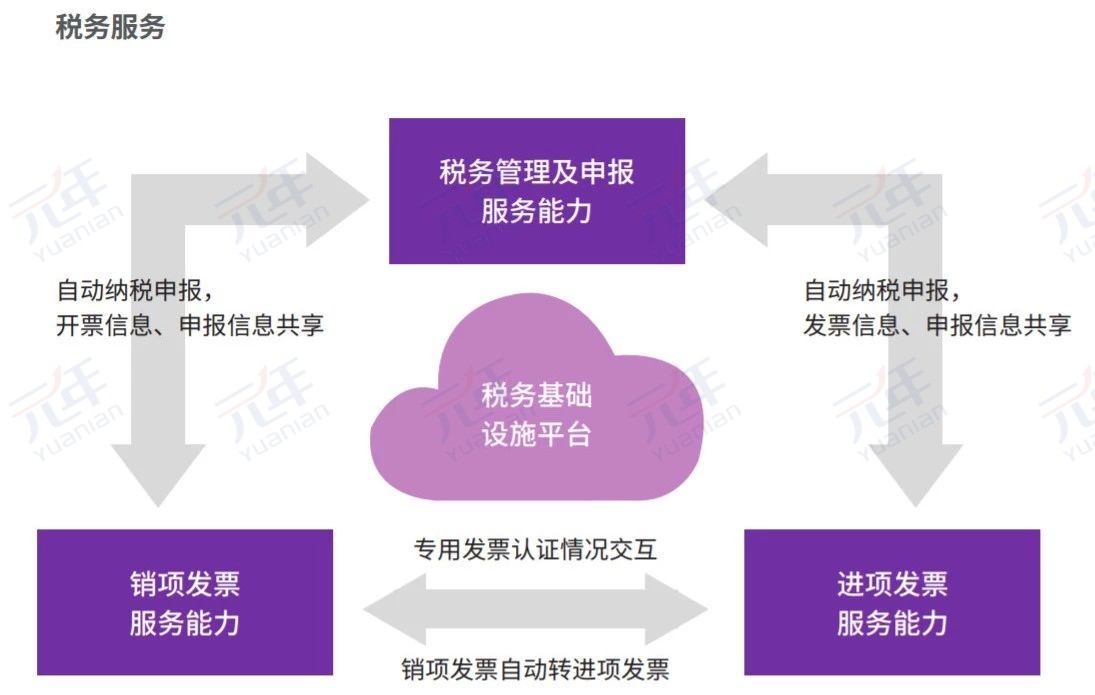 税务服务
税务管理及申报
服务能力
自动纳税申报，
开票信息、申报信息共享
自动纳税申报，
发票信息、申报信息共享
税务基础
设施平台
专用发票认证情况交互
销项发票
服务能力
进项发票
服务能力
销项发票自动转进项发票
元年
Yuanian